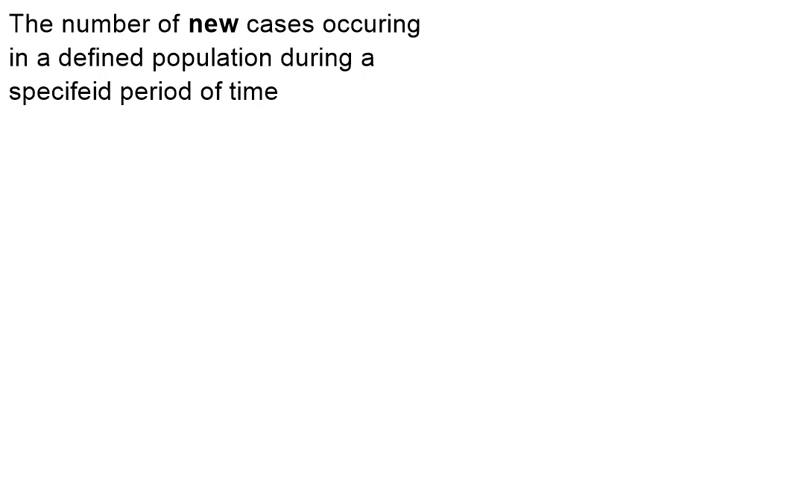 The number of new cases occuring
in a defined population during a
specifeid period of time